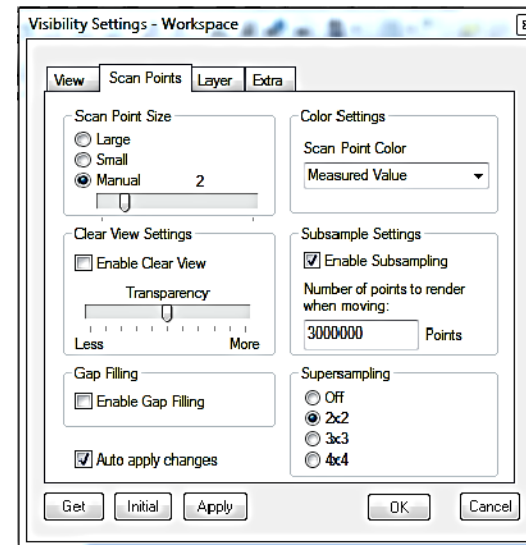 Visibility Settings - Workspace
View Scan Points Layer Extra
Scan Point Size
Large
Small
Manual 2
Color Settings
Scan Point Color
Measured Value
Clear View Settings
Enable Clear View
Transparency
Less More
Subsample Settings
Enable Subsampling
Number of points to render
when moving:
3000000 Points
Gap Filling
Enable Gap Filling
Supersampling
Off
2x2
3x3
4x4
Auto apply changes
Get Initial Apply OK Cancel